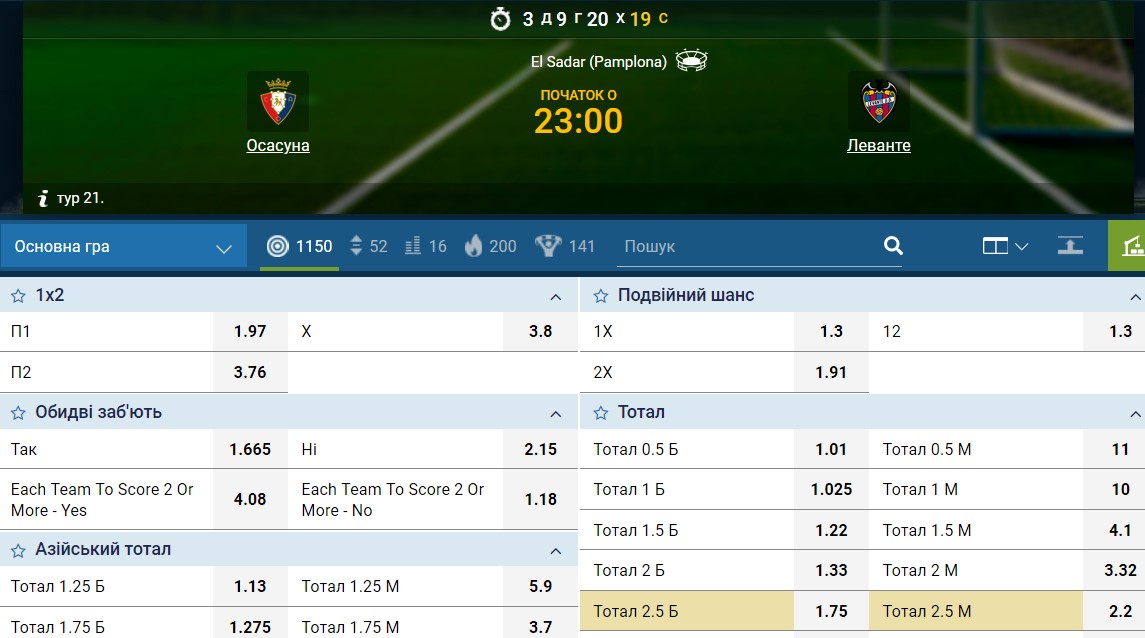 3 д 9 г 20 х 19 с
El Sadar (Pamplona)
ПОЧАТОК О
23:00
Осасуна
Леванте
тур 21.
Основна гра
1150
52
16
200
141
Пошук
1x2
П1 1.97 X 3.8
П2 3.76
Обидві заб'ють
Так 1.665 Ні 2.15
Each Team To Score 2 Or
More - Yes
4.08
Each Team To Score 2 Or
More - No
1.18
Азійський тотал
Тотал 1.25 Б 1.13 Тотал 1.25 М 5.9
Тотал 1.75 Б 1.275 Тотал 1.75 М 3.7
Подвійний шанс
1X 1.3 12 1.3
2X 1.91
Тотал
Тотал 0.5 Б 1.01 Тотал 0.5 М 11
Тотал 1 Б 1.025 Тотал 1 М 10
Тотал 1.5 Б 1.22 Тотал 1.5 М 4.1
Тотал 2 Б 1.33 Тотал 2 М 3.32
Тотал 2.5 Б 1.75 Тотал 2.5 М 2.2